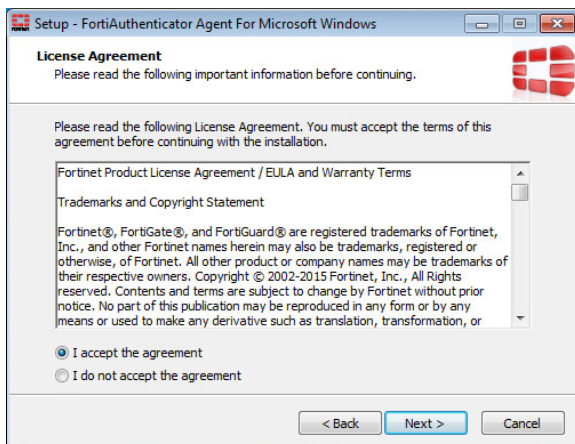 Setup - FortiAuthenticator Agent For Microsoft Windows
License Agreement
Please read the following important information before continuing.
Please read the following License Agreement. You must accept the terms of this
agreement before continuing with the installation.
Fortinet Product License Agreement / EULA and Warranty Terms
Trademarks and Copyright Statement
Fortinet®, FortiGate®, and FortiGuard® are registered trademarks of Fortinet,
Inc., and other Fortinet names herein may also be trademarks, registered or
otherwise, of Fortinet. All other product or company names may be trademarks of
their respective owners. Copyright © 2002-2015 Fortinet, Inc., All Rights
reserved. Contents and terms are subject to change by Fortinet without prior
notice. No part of this publication may be reproduced in any form or by any
means or used to make any derivative such as translation, transformation, or
I accept the agreement
I do not accept the agreement
< Back
Next >
Cancel